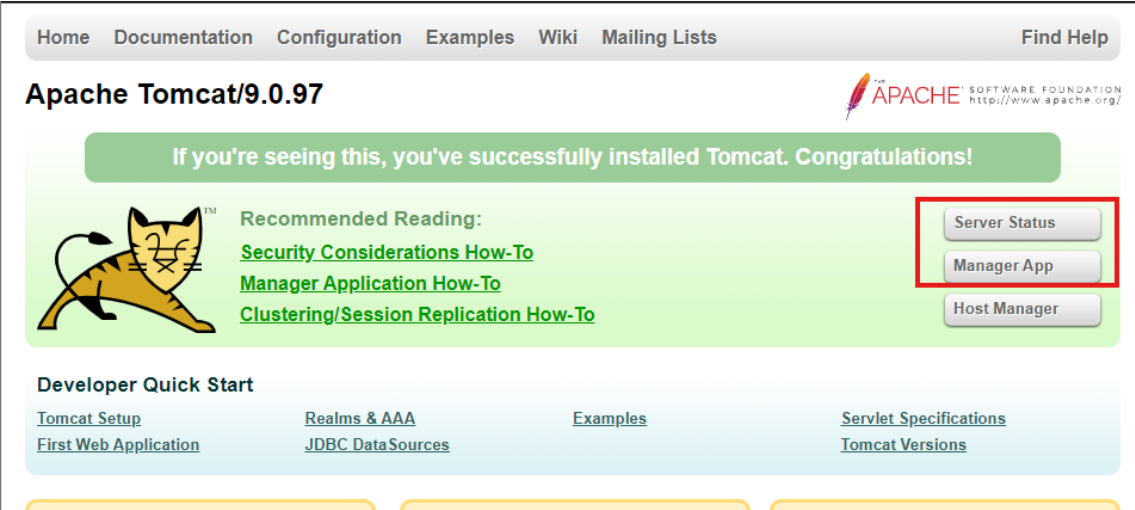 Home Documentation Configuration Examples Wiki Mailing Lists Find Help
Apache Tomcat/9.0.97
THE
APACHE SOFTWARE FOUNDATION
http://www.apache.org/
If you're seeing this, you've successfully installed Tomcat. Congratulations!
TM
Recommended Reading:
Security Considerations How-To
Manager Application How-To
Clustering/Session Replication How-To
Server Status
Manager App
Host Manager
Developer Quick Start
Tomcat Setup
First Web Application
Realms & AAA
JDBC DataSources
Examples
Servlet Specifications
Tomcat Versions